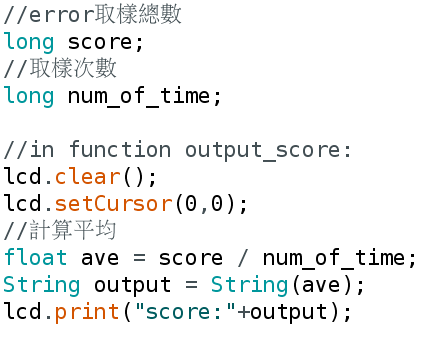 //error取樣總數
long score;
//取樣次數
long num_of_time;
//in function output_score:
lcd.clear();
lcd.setCursor(0,0);
//計算平均
float ave = score / num_of_time;
String output = String(ave);
lcd.print("score:"+output);